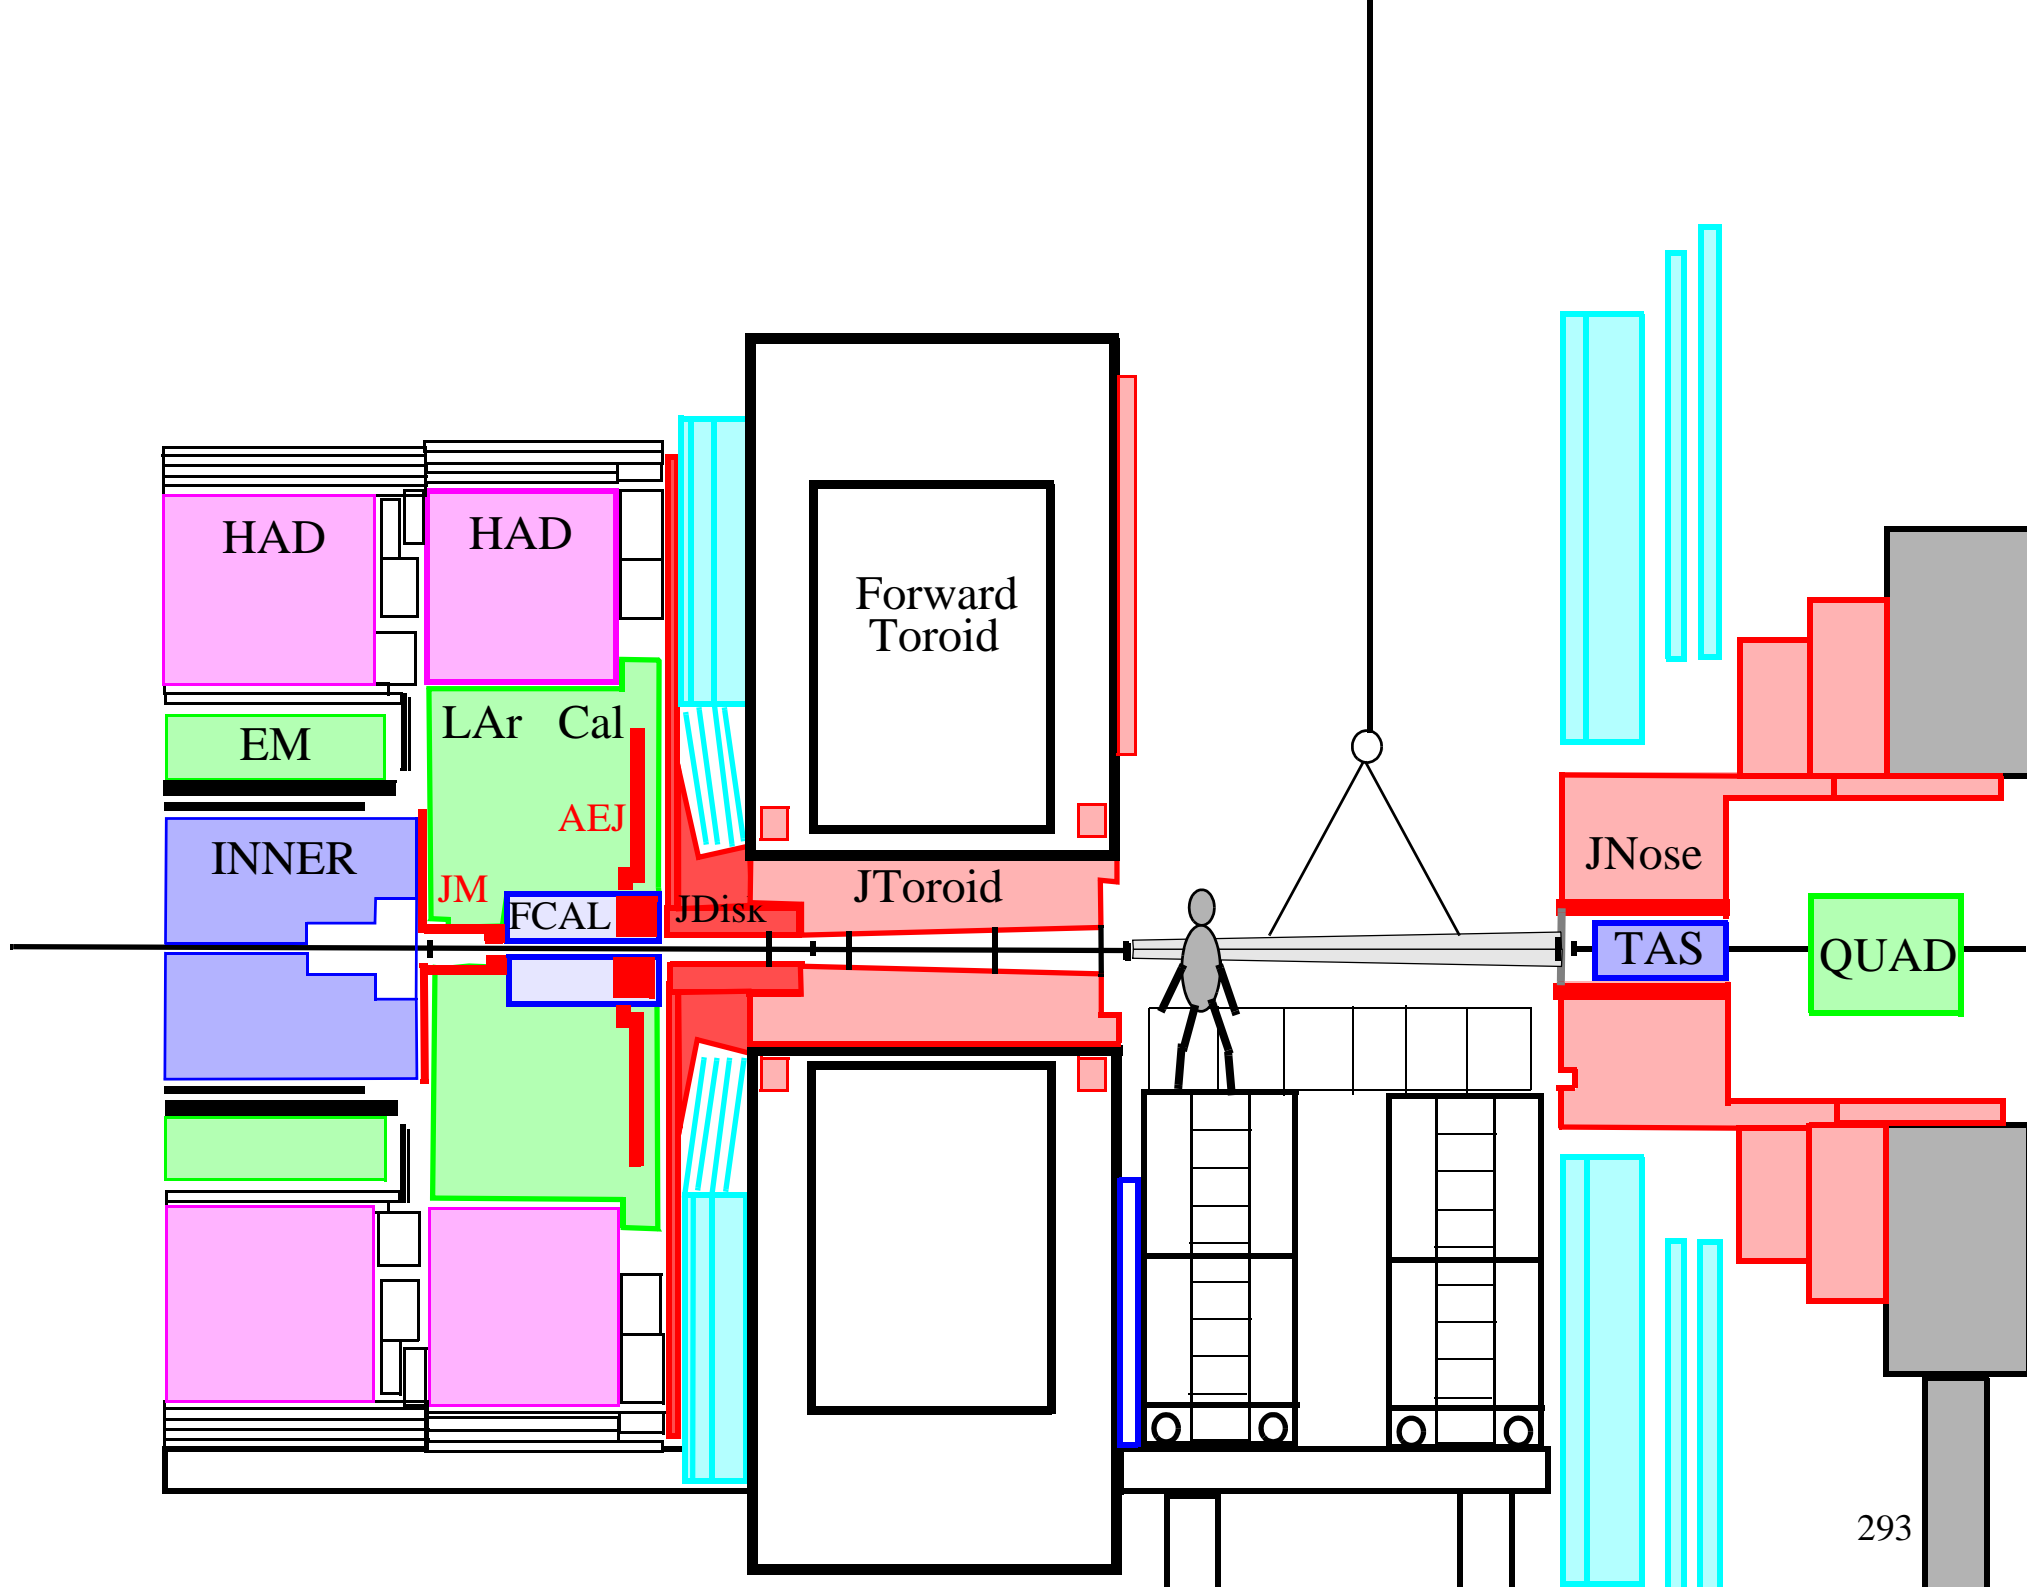 HAD
HAD
Forward
Toroid
LAr Cal
EM
AEJ
INNER
JM
FCAL
JDisk
JToroid
JNose
TAS
QUAD
293